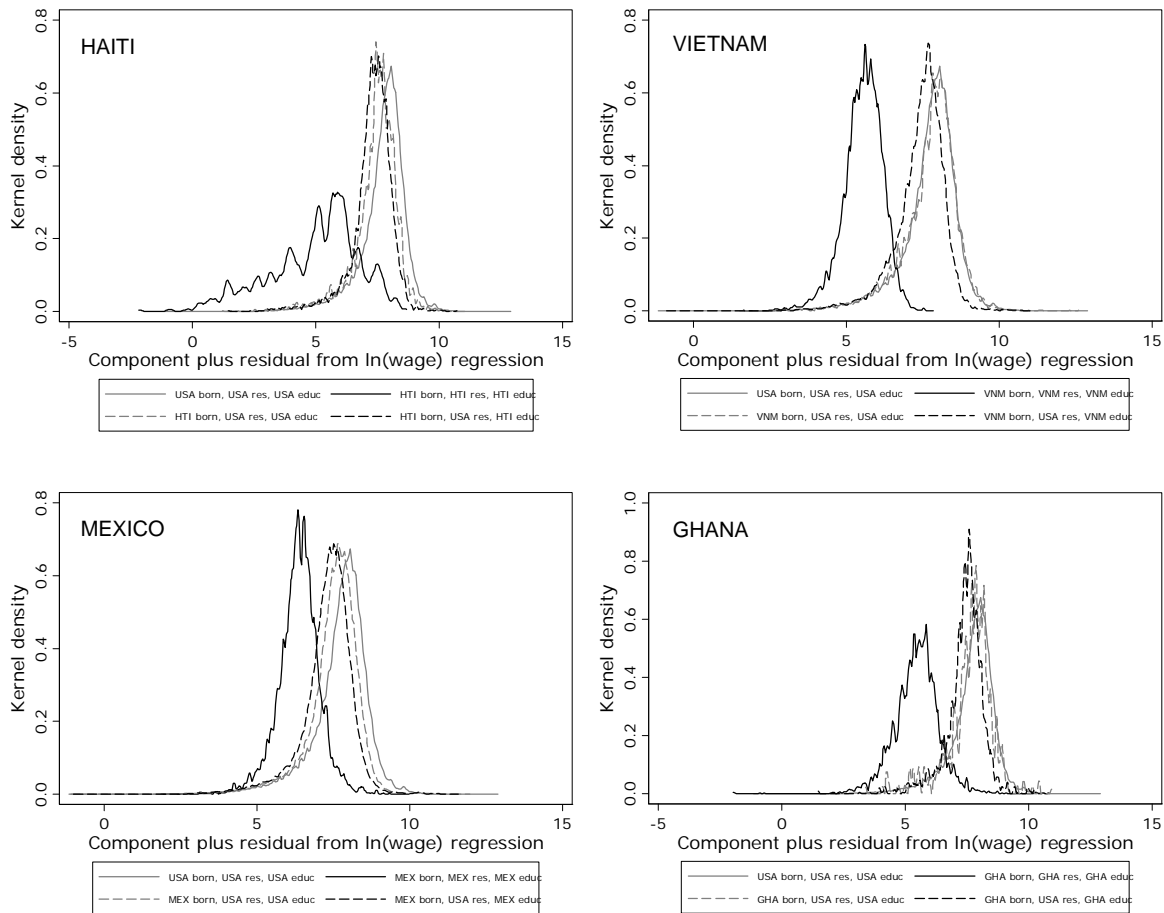 HAITI
Kernel density
0.0 0.2 0.4 0.6 0.8
-5 0 5 10 15
Component plus residual from ln(wage) regression
USA born, USA res, USA educ HTI born, HTI res, HTI educ
HTI born, USA res, USA educ HTI born, USA res, HTI educ
VIETNAM
Kernel density
0.0 0.2 0.4 0.6 0.8
0 5 10 15
Component plus residual from ln(wage) regression
USA born, USA res, USA educ VNM born, VNM res, VNM educ
VNM born, USA res, USA educ VNM born, USA res, VNM educ
MEXICO
Kernel density
0.0 0.2 0.4 0.6 0.8
0 5 10 15
Component plus residual from ln(wage) regression
USA born, USA res, USA educ MEX born, MEX res, MEX educ
MEX born, USA res, USA educ MEX born, USA res, MEX educ
GHANA
Kernel density
0.0 0.2 0.4 0.6 0.8 1.0
-5 0 5 10 15
Component plus residual from ln(wage) regression
USA born, USA res, USA educ GHA born, GHA res, GHA educ
GHA born, USA res, USA educ GHA born, USA res, GHA educ